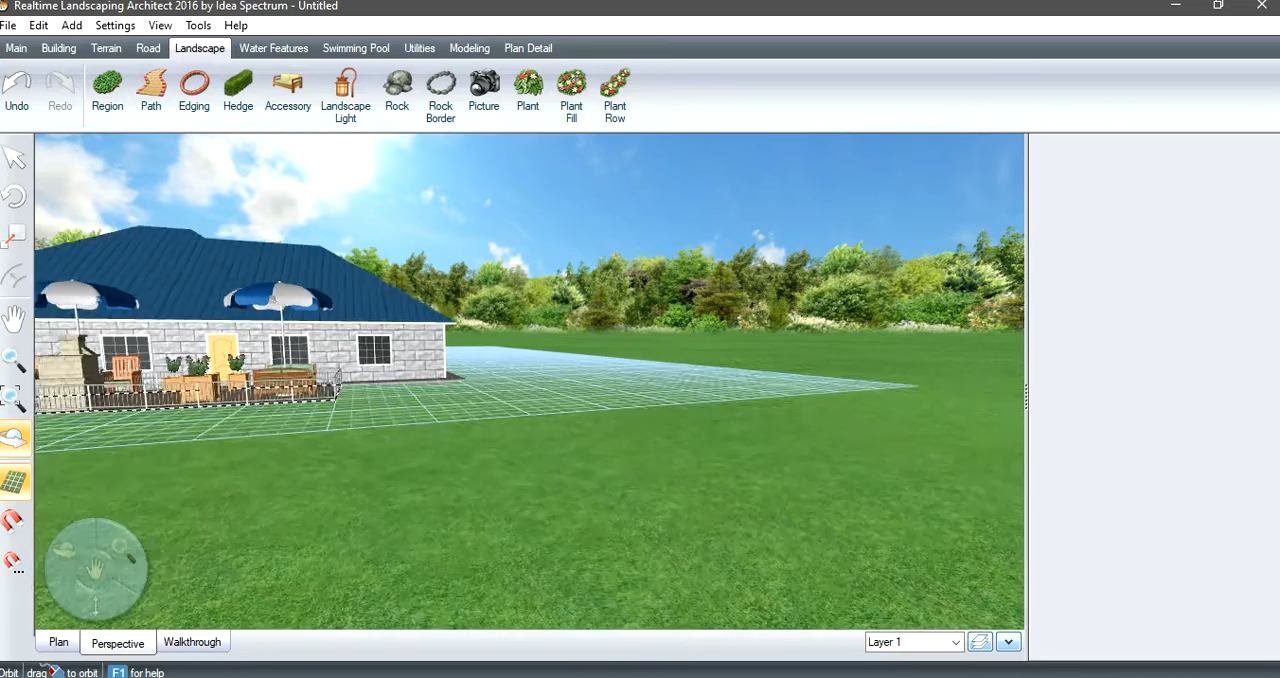 Realtime Landscaping Architect 2016 by Idea Spectrum - Untitled
File Edit Add Settings View Tools Help
Main Building Terrain Road Landscape Water Features Swimming Pool Utilities Modeling Plan Detail
Undo Redo Region Path Edging Hedge Accessory Landscape Light Rock Rock Border Picture Plant Plant Fill Plant Row
Plan Perspective Walkthrough Layer 1
Orbit drag to orbit F1 for help